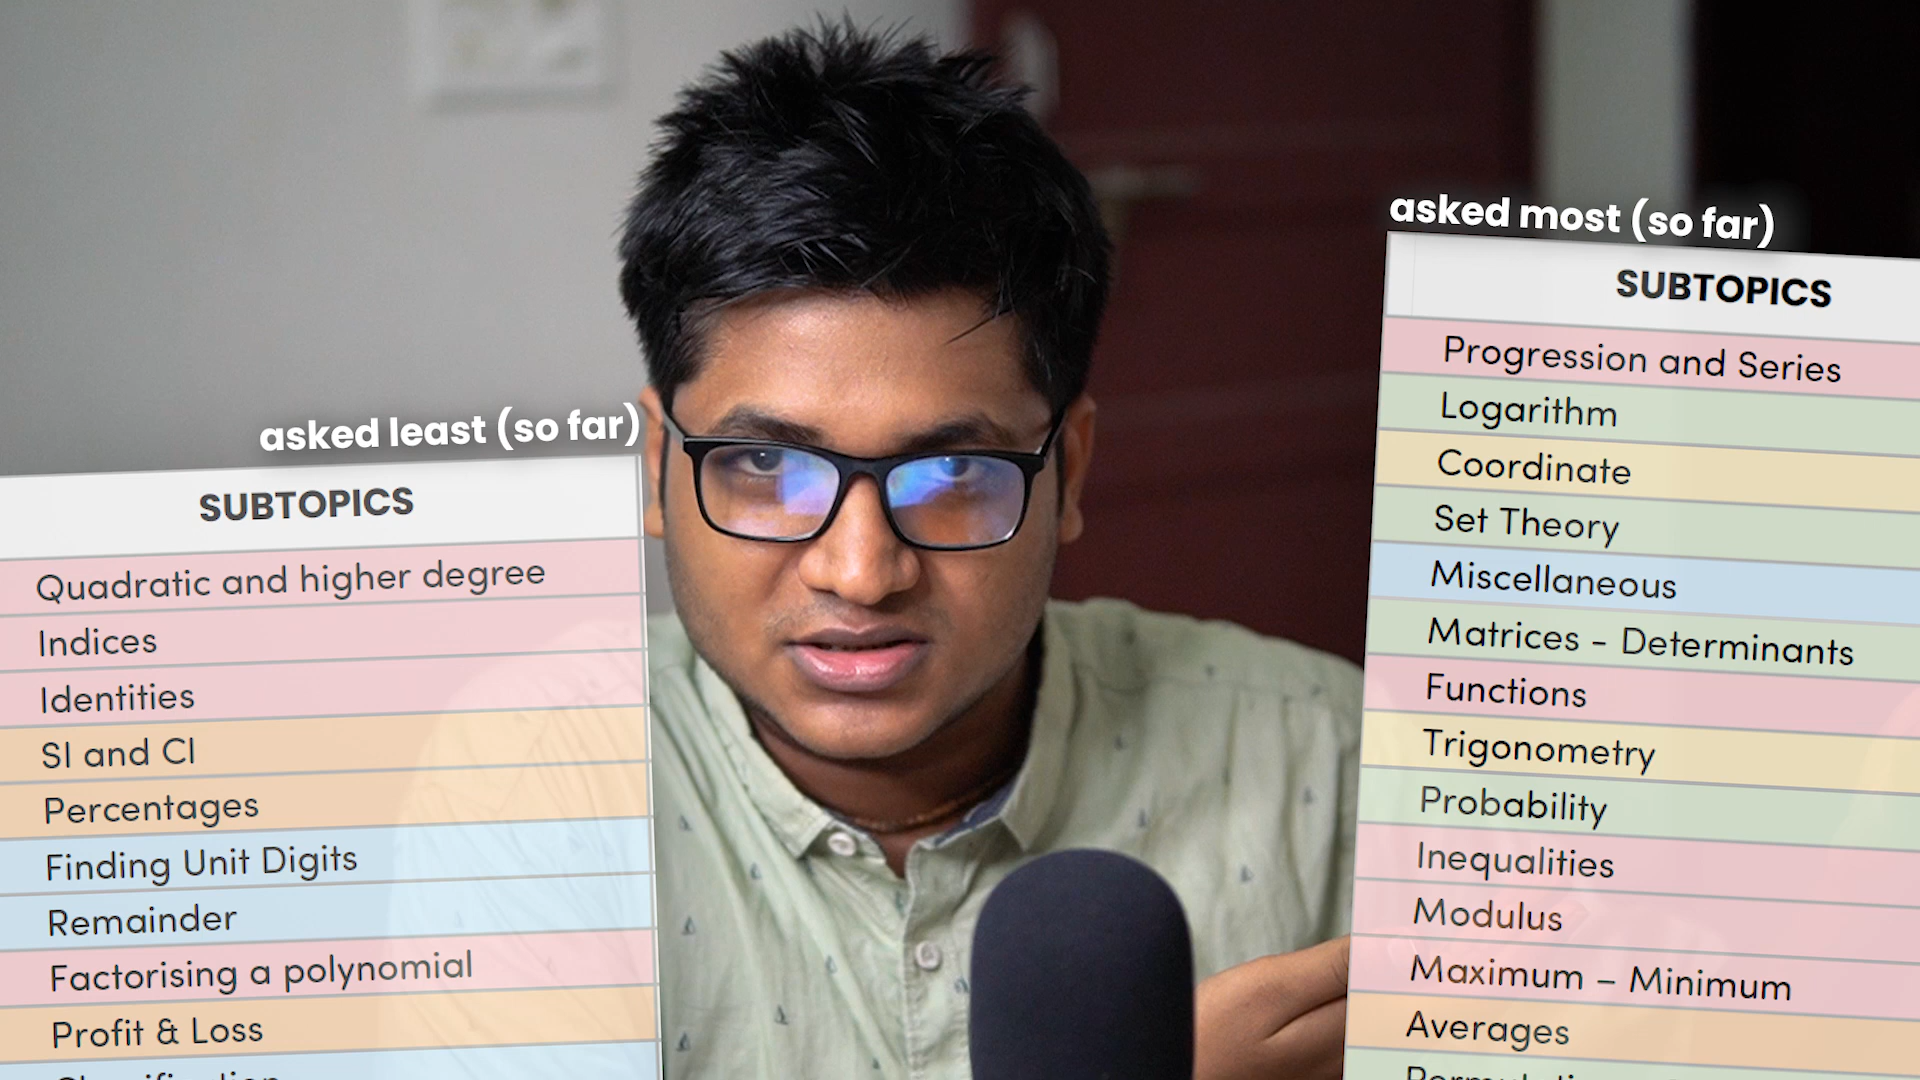 asked least (so far)
SUBTOPICS
Quadratic and higher degree
Indices
Identities
SI and CI
Percentages
Finding Unit Digits
Remainder
Factorising a polynomial
Profit & Loss
asked most (so far)
SUBTOPICS
Progression and Series
Logarithm
Coordinate
Set Theory
Miscellaneous
Matrices - Determinants
Functions
Trigonometry
Probability
Inequalities
Modulus
Maximum – Minimum
Averages